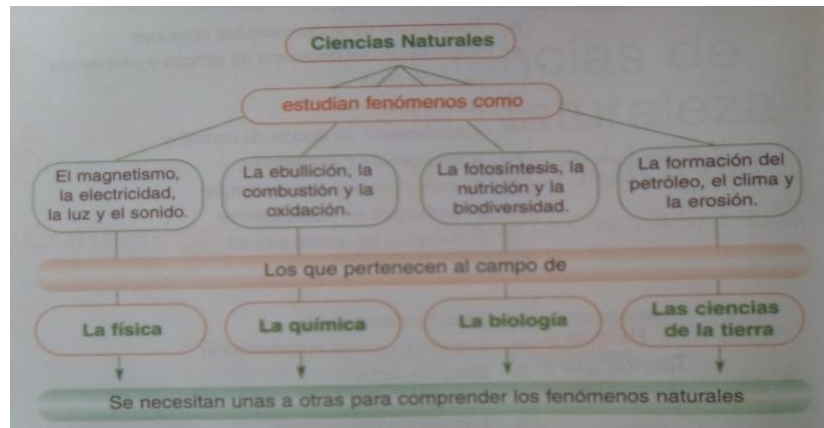 Ciencias Naturales
estudian fenómenos como
El magnetismo,
la electricidad,
la luz y el sonido.
La ebullición, la
combustión y la
oxidación.
La fotosíntesis, la
nutrición y la
biodiversidad.
La formación del
petróleo, el clima y
la erosión.
Los que pertenecen al campo de
La física
La química
La biología
Las ciencias
de la tierra
Se necesitan unas a otras para comprender los fenómenos naturales